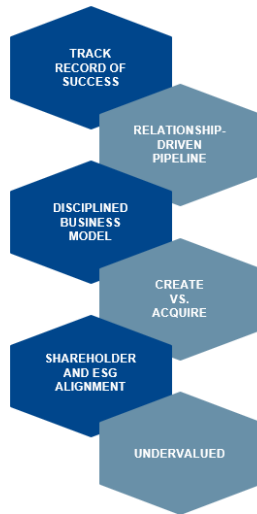 TRACK
RECORD OF
SUCCESS
RELATIONSHIP-
DRIVEN
PIPELINE
DISCIPLINED
BUSINESS
MODEL
CREATE
VS.
ACQUIRE
SHAREHOLDER
AND ESG
ALIGNMENT
UNDERVALUED